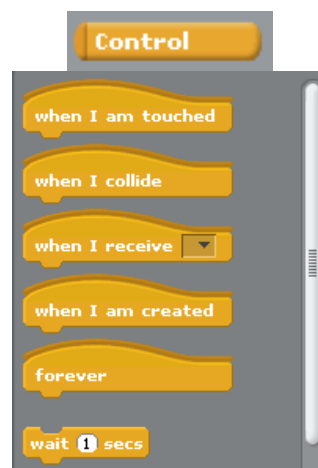 Control
when I am touched
when I collide
when I receive
when I am created
forever
wait 1 secs